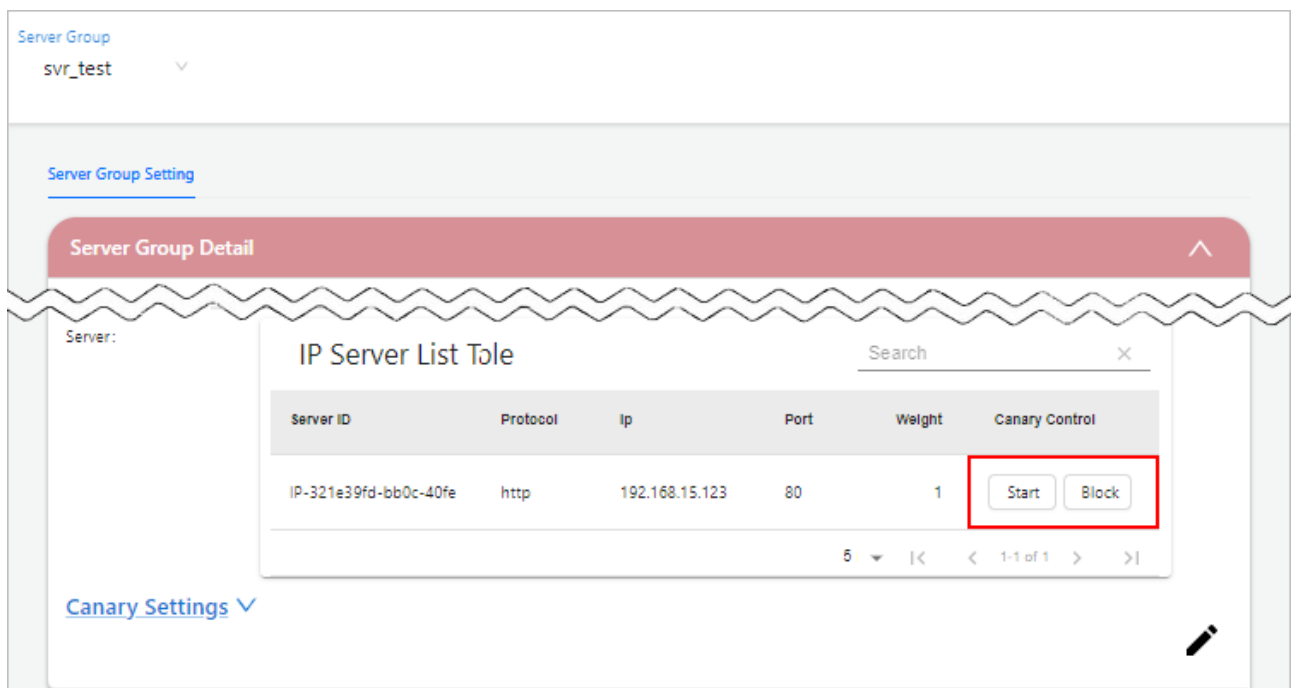 Server Group
svr_test
Server Group Setting
Server Group Detail
Server:
IP Server List Tole
Search
Server ID Protocol Ip Port Weight Canary Control
IP-321e39fd-bb0c-40fe http 192.168.15.123 80 1 Start Block
5 1-1 of 1
Canary Settings